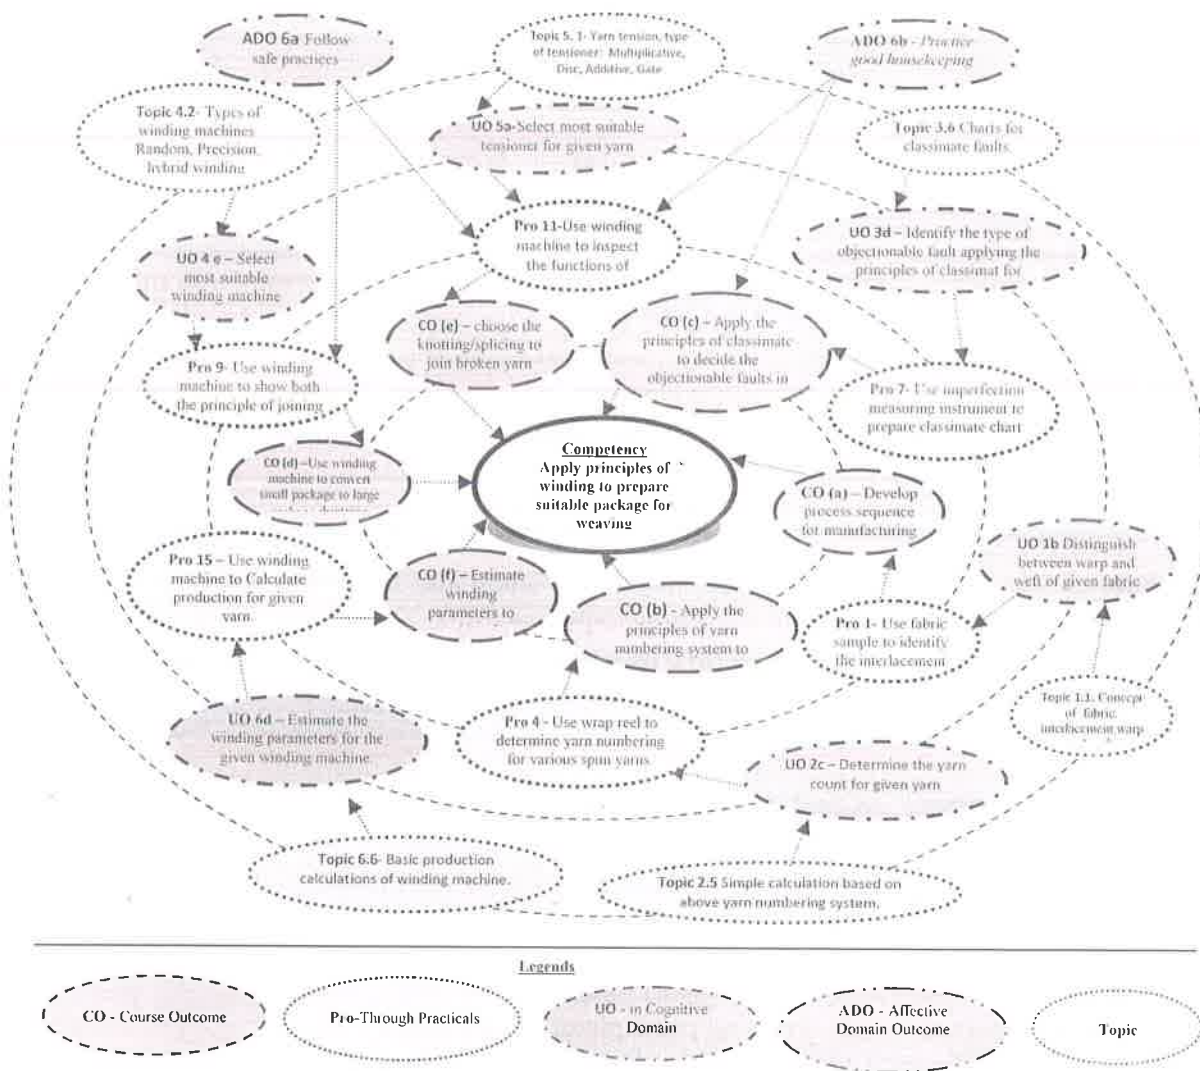 ADO 6a Follow
safe practices
Topic 5. 1- Yarn tension, type
of tensioner: Multiplicative,
Disc, Additive, Gate
ADO 6b - Practice
good housekeeping
Topic 4.2- Types of
winding machines
Random, Precision,
hybrid winding
UO 5a-Select most suitable
tensioner for given yarn
Topic 3.6 Charts for
classimate faults.
UO 4 e – Select
most suitable
winding machine
Pro 11-Use winding
machine to inspect
the functions of
UO 3d – Identify the type of
objectionable fault applying the
principles of classimat for
CO (e) – choose the
knotting/splicing to
join broken yarn
CO (c) – Apply the
principles of classimate
to decide the
objectionable faults in
Pro 9- Use winding
machine to show both
the principle of joining
Pro 7- Use imperfection
measuring instrument to
prepare classimate chart
Competency
Apply principles of
winding to prepare
suitable package for
weaving
CO (d) –Use winding
machine to convert
small package to large
CO (a) – Develop
process sequence
for manufacturing
UO 1b Distinguish
between warp and
weft of given fabric
Pro 15 – Use winding
machine to Calculate
production for given
yarn.
CO (f) – Estimate
winding
parameters to
CO (b) - Apply the
principles of yarn
numbering system to
Pro 1- Use fabric
sample to identify
the interlacement
Topic 1.1. Concept
of fabric
interlacement warp
UO 6d – Estimate the
winding parameters for the
given winding machine
Pro 4 - Use wrap reel to
determine yarn numbering
for various spun yarns
UO 2c – Determine the yarn
count for given yarn
Topic 6.6- Basic production
calculations of winding machine.
Topic 2.5 Simple calculation based on
above yarn numbering system.
Legends
CO - Course Outcome
Pro-Through Practicals
UO - in Cognitive
Domain
ADO - Affective
Domain Outcome
Topic